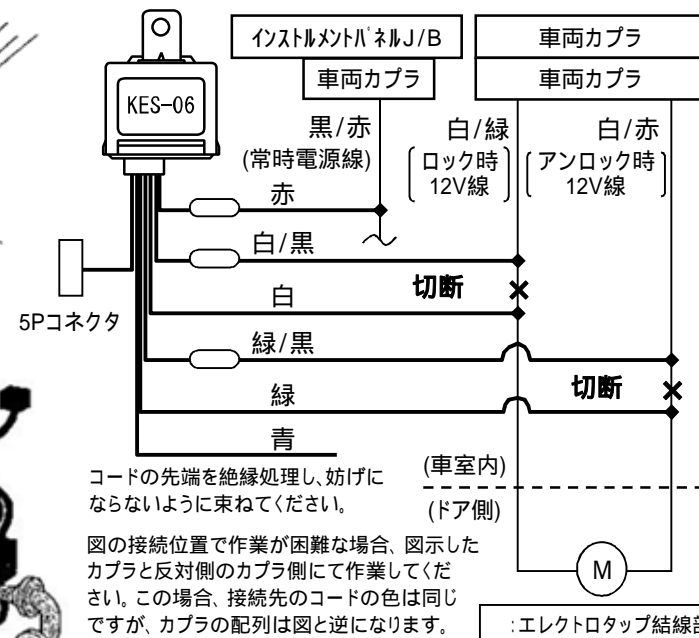 インストルメントパネルJ/B
車両カプラ
車両カプラ
車両カプラ
KES-06
黒/赤
(常時電源線)
白/緑
ロック時
12V線
白/赤
アンロック時
12V線
赤
白/黒
切断
白
5Pコネクタ
緑/黒
切断
緑
青
(車室内)
(ドア側)
コードの先端を絶縁処理し、妨げに
ならないように束ねてください。
図の接続位置で作業が困難な場合、図示した
カプラと反対側のカプラ側にて作業してくだ
さい。この場合、接続先のコードの色は同じ
ですが、カプラの配列は図と逆になります。
M
:エレクトロタップ結線